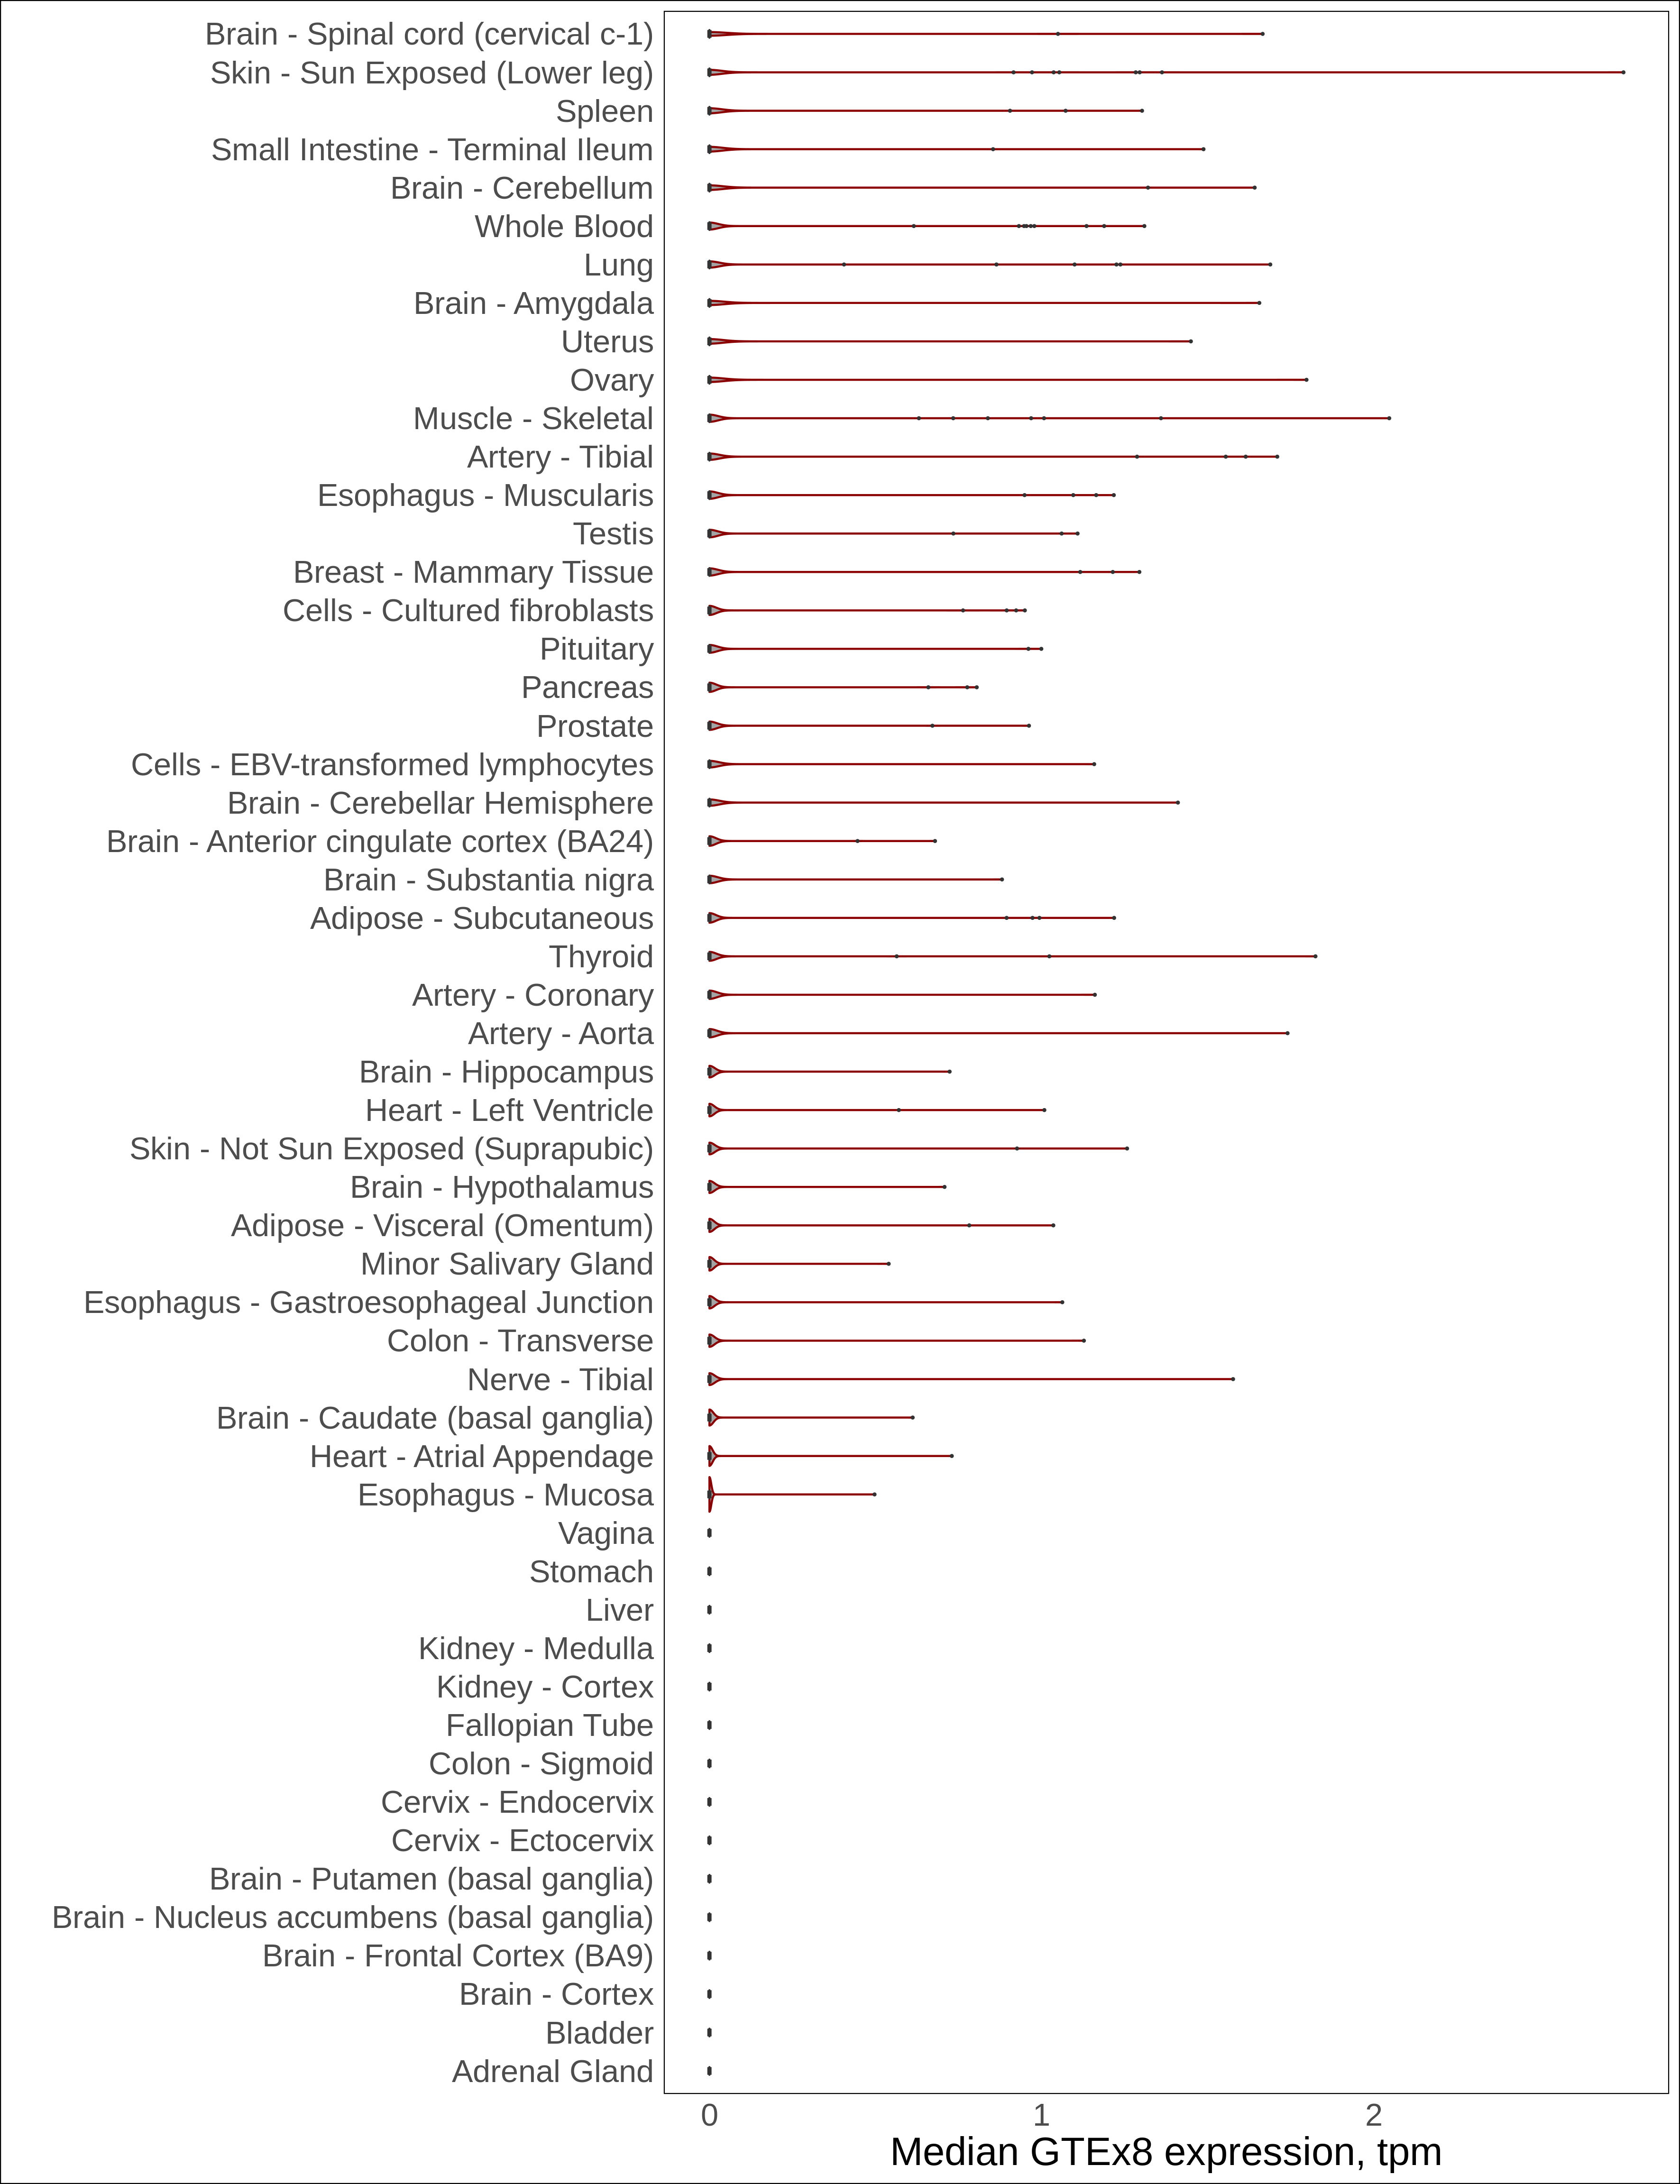 Brain - Spinal cord (cervical c-1)
Skin - Sun Exposed (Lower leg)
Spleen
Small Intestine - Terminal Ileum
Brain - Cerebellum
Whole Blood
Lung
Brain - Amygdala
Uterus
Ovary
Muscle - Skeletal
Artery - Tibial
Esophagus - Muscularis
Testis
Breast - Mammary Tissue
Cells - Cultured fibroblasts
Pituitary
Pancreas
Prostate
Cells - EBV-transformed lymphocytes
Brain - Cerebellar Hemisphere
Brain - Anterior cingulate cortex (BA24)
Brain - Substantia nigra
Adipose - Subcutaneous
Thyroid
Artery - Coronary
Artery - Aorta
Brain - Hippocampus
Heart - Left Ventricle
Skin - Not Sun Exposed (Suprapubic)
Brain - Hypothalamus
Adipose - Visceral (Omentum)
Minor Salivary Gland
Esophagus - Gastroesophageal Junction
Colon - Transverse
Nerve - Tibial
Brain - Caudate (basal ganglia)
Heart - Atrial Appendage
Esophagus - Mucosa
Vagina
Stomach
Liver
Kidney - Medulla
Kidney - Cortex
Fallopian Tube
Colon - Sigmoid
Cervix - Endocervix
Cervix - Ectocervix
Brain - Putamen (basal ganglia)
Brain - Nucleus accumbens (basal ganglia)
Brain - Frontal Cortex (BA9)
Brain - Cortex
Bladder
Adrenal Gland
0 1 2
Median GTEx8 expression, tpm